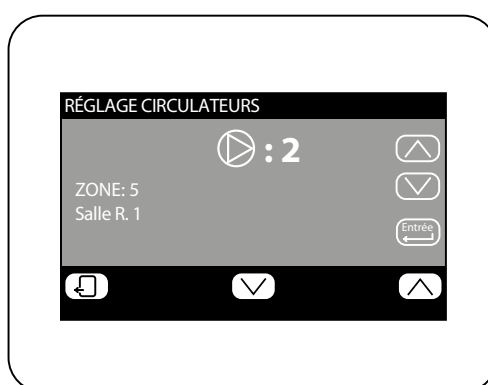 RÉGLAGE CIRCULATEURS
: 2
ZONE: 5
Salle R. 1
Entrée